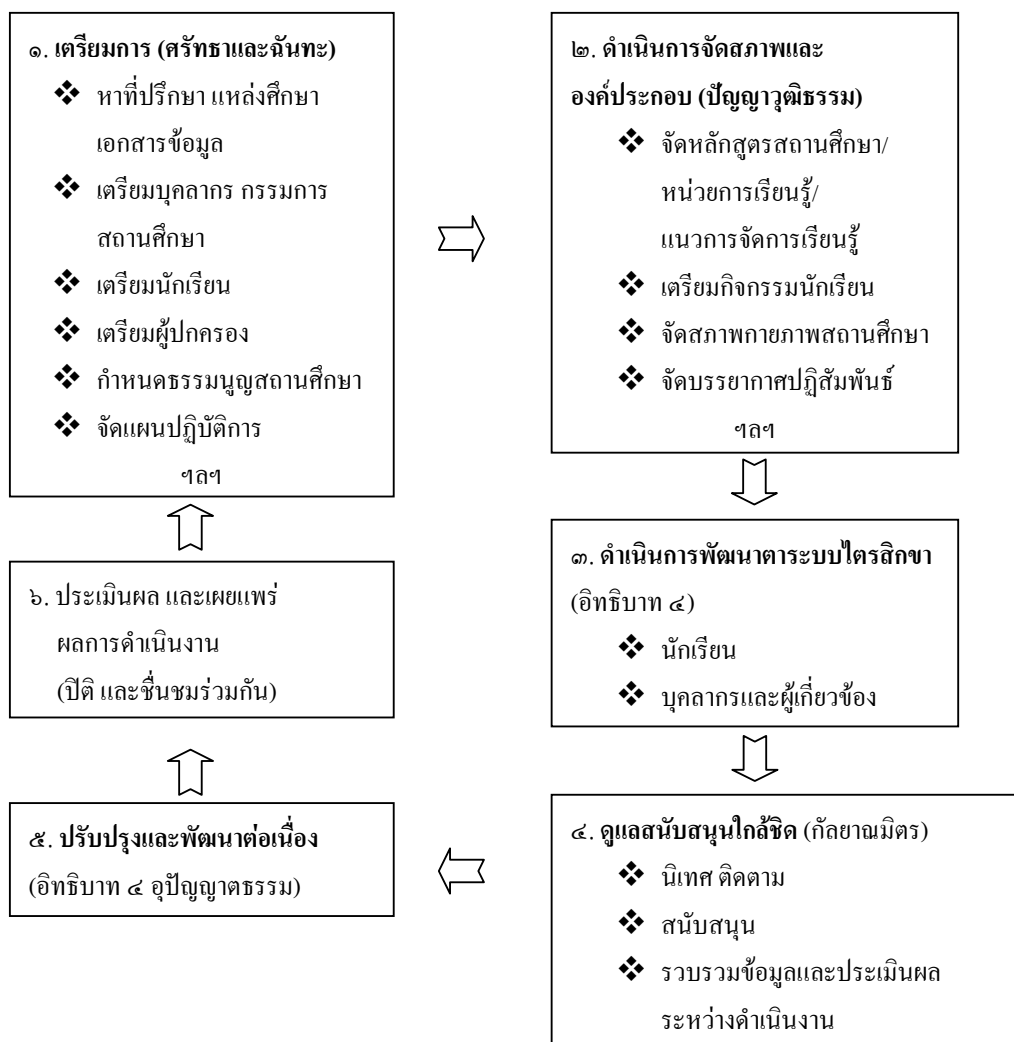 ๑. เตรียมการ (ศรัทธาและฉันทะ)
❖ หาที่ปรึกษา แหล่งศึกษา
เอกสารข้อมูล
❖ เตรียมบุคลากร กรรมการ
สถานศึกษา
❖ เตรียมนักเรียน
❖ เตรียมผู้ปกครอง
❖ กำหนดธรรมนูญสถานศึกษา
❖ จัดแผนปฏิบัติการ
ฯลฯ
๒. ดำเนินการจัดสภาพและ
องค์ประกอบ (ปัญญาวุฒิธรรม)
❖ จัดหลักสูตรสถานศึกษา/
หน่วยการเรียนรู้/
แนวการจัดการเรียนรู้
❖ เตรียมกิจกรรมนักเรียน
❖ จัดสภาพกายภาพสถานศึกษา
❖ จัดบรรยากาศปฏิสัมพันธ์
ฯลฯ
๓. ดำเนินการพัฒนาตาระบบไตรสิกขา
(อิทธิบาท ๔)
❖ นักเรียน
❖ บุคลากรและผู้เกี่ยวข้อง
๔. ดูแลสนับสนุนใกล้ชิด (กัลยาณมิตร)
❖ นิเทศ ติดตาม
❖ สนับสนุน
❖ รวบรวมข้อมูลและประเมินผล
ระหว่างดำเนินงาน
๕. ปรับปรุงและพัฒนาต่อเนื่อง
(อิทธิบาท ๔ อุปัญญาตธรรม)
๖. ประเมินผล และเผยแพร่
ผลการดำเนินงาน
(ปิติ และชื่นชมร่วมกัน)